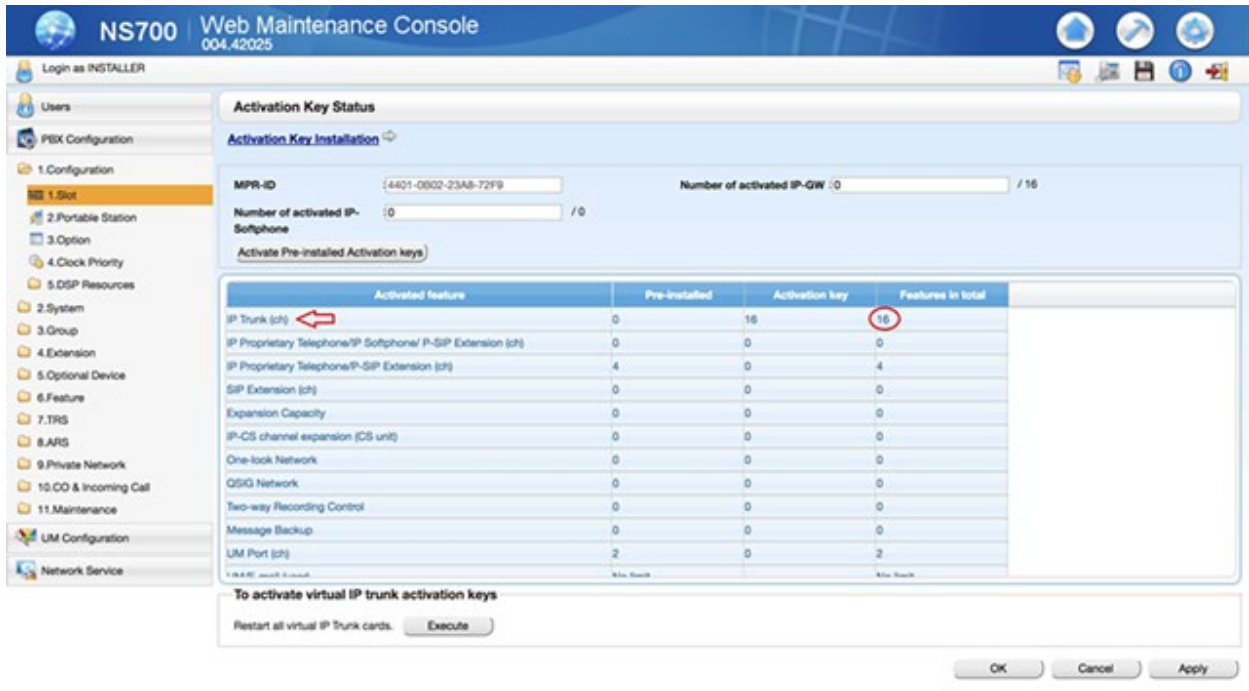 NS700 Web Maintenance Console
004.42025
Login as INSTALLER
Users
PBX Configuration
1.Configuration
1.Slot
2.Portable Station
3.Option
4.Clock Priority
5.DSP Resources
2.System
3.Group
4.Extension
5.Optional Device
6.Feature
7.TRS
8.ARS
9.Private Network
10.CO & Incoming Call
11.Maintenance
UM Configuration
Network Service
Activation Key Status
Activation Key Installation
MPR-ID :4401-0B02-23A8-72F9 Number of activated IP-GW :0 / 16
Number of activated IP-Softphone :0 / 0
Activate Pre-installed Activation keys
Activated feature Pre-installed Activation key Features in total
IP Trunk (ch) 0 16 16
IP Proprietary Telephone/IP Softphone/ P-SIP Extension (ch) 0 0 0
IP Proprietary Telephone/P-SIP Extension (ch) 4 0 4
SIP Extension (ch) 0 0 0
Expansion Capacity 0 0 0
IP-CS channel expansion (CS unit) 0 0 0
One-look Network 0 0 0
QSIG Network 0 0 0
Two-way Recording Control 0 0 0
Message Backup 0 0 0
UM Port (ch) 2 0 2
To activate virtual IP trunk activation keys
Restart all virtual IP Trunk cards. Execute
OK Cancel Apply